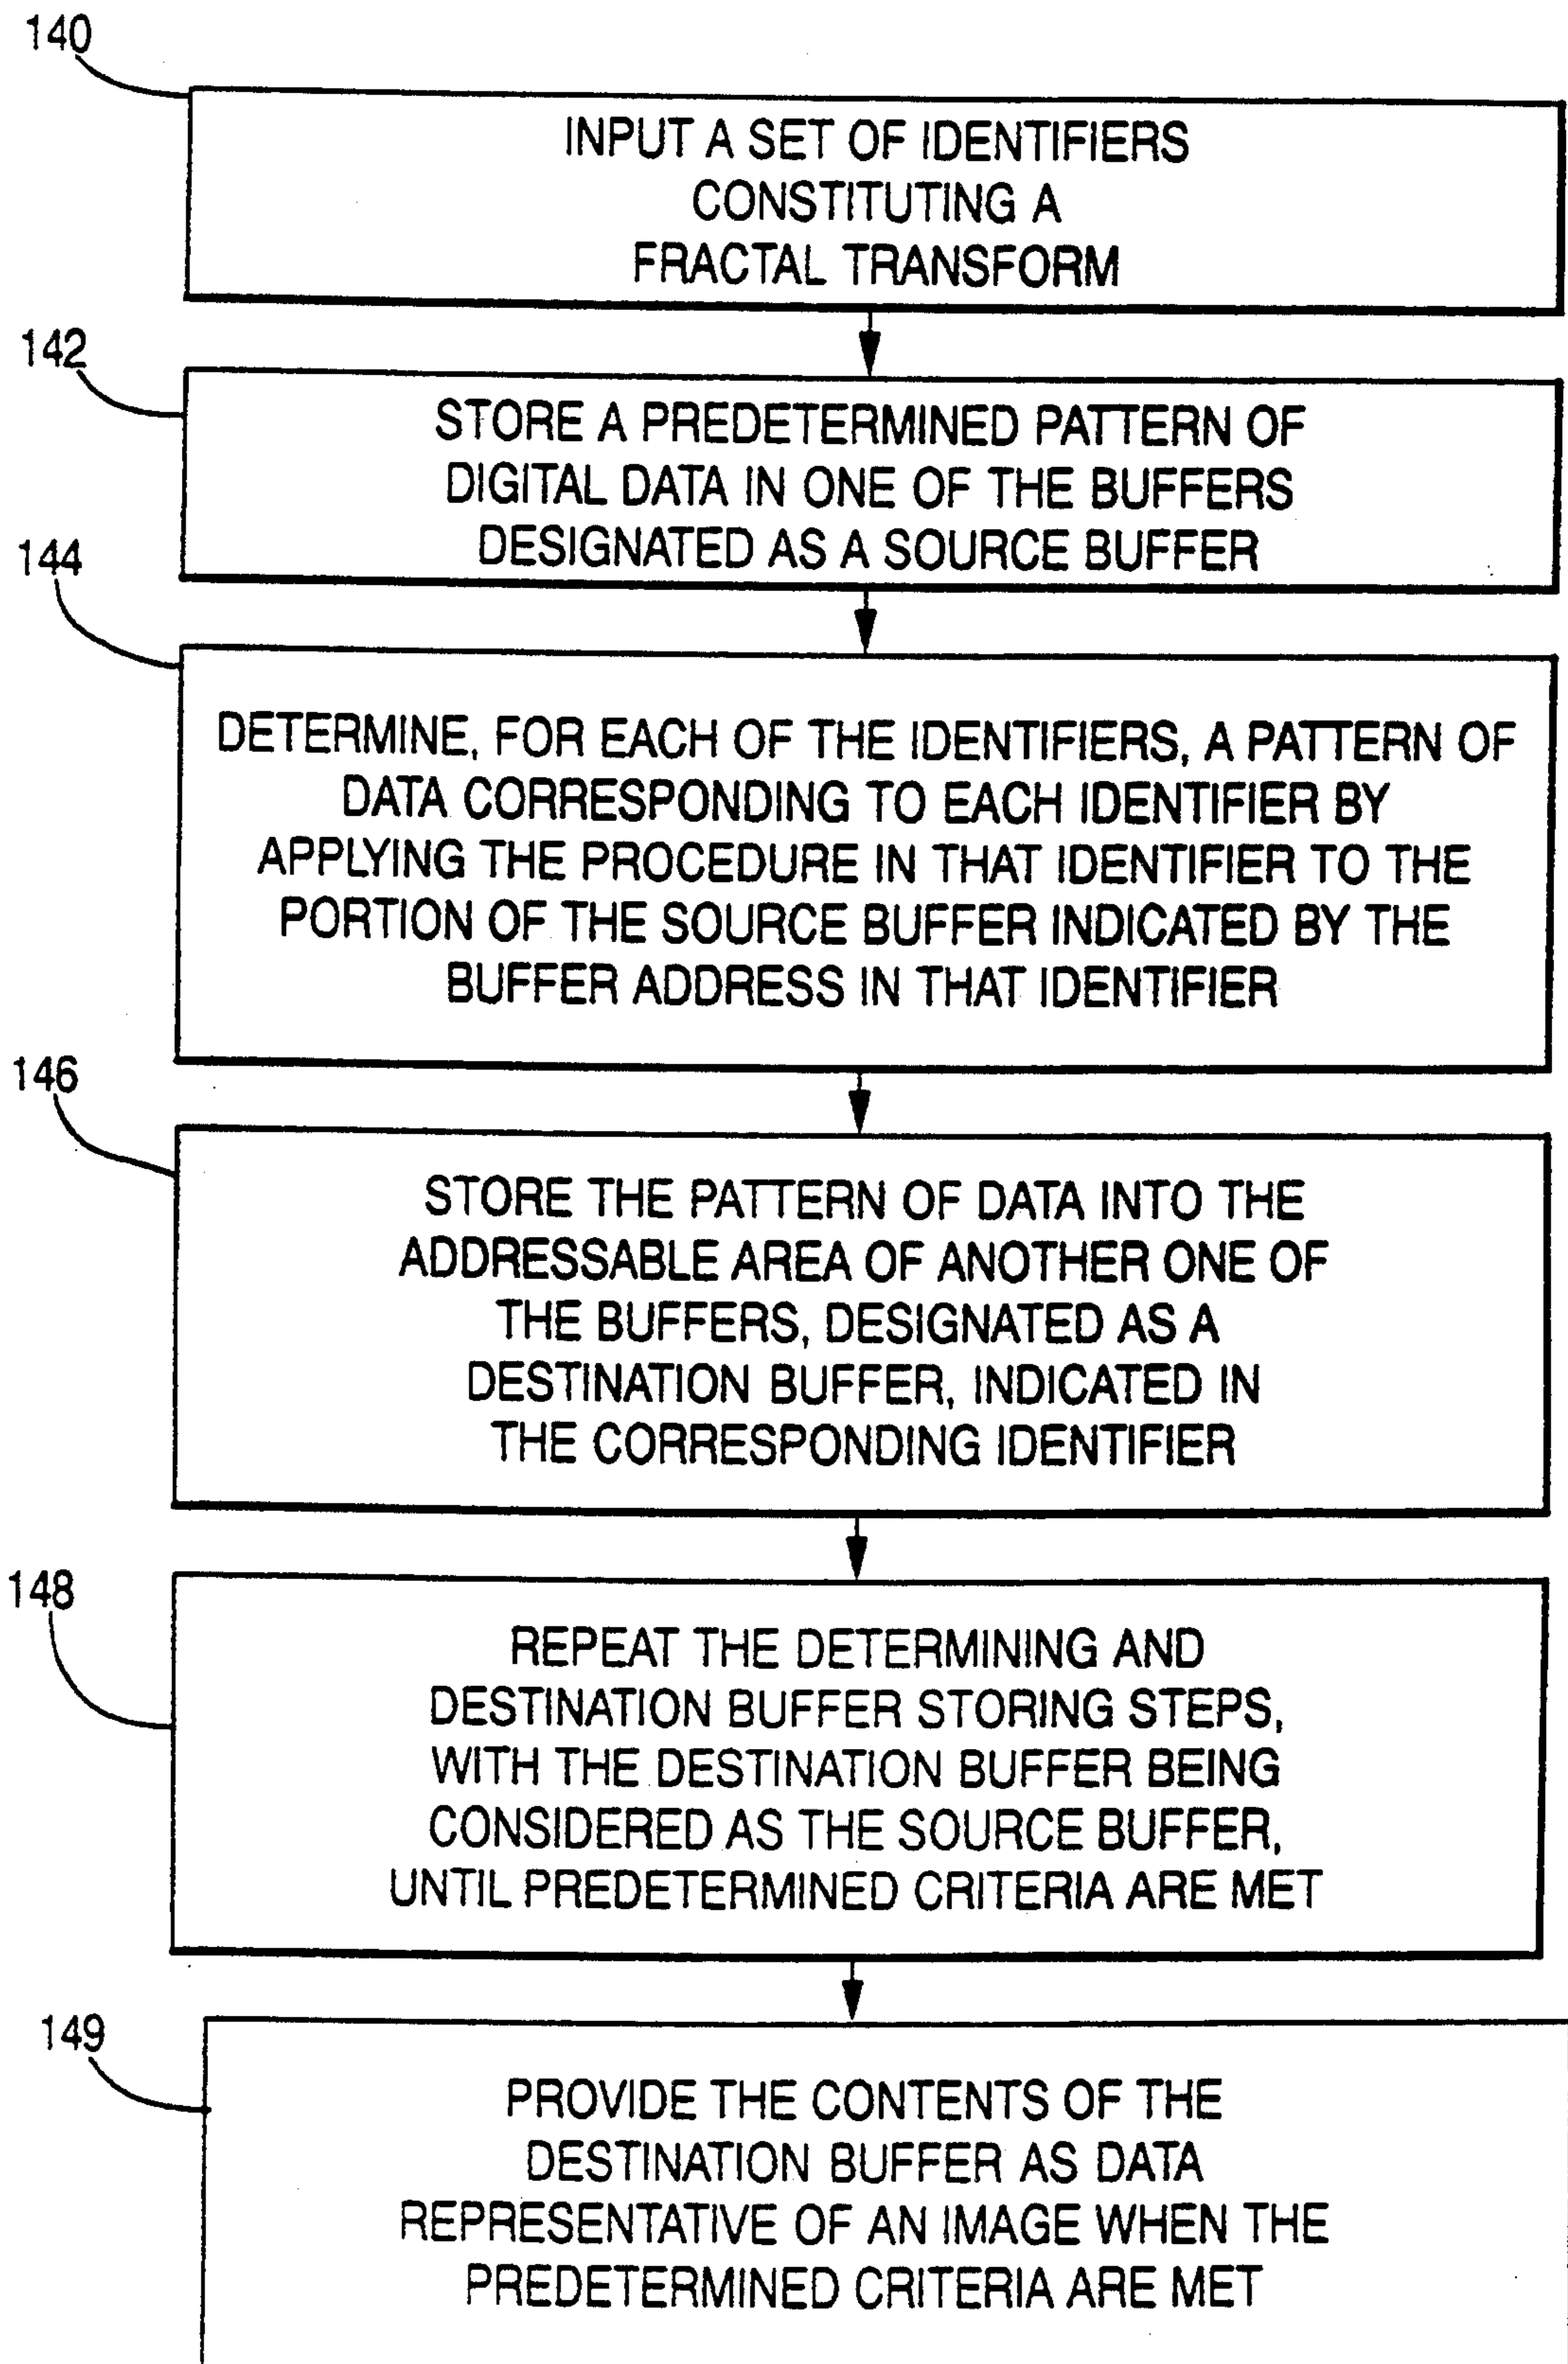 140
INPUT A SET OF IDENTIFIERS
CONSTITUTING A
FRACTAL TRANSFORM
142
STORE A PREDETERMINED PATTERN OF
DIGITAL DATA IN ONE OF THE BUFFERS
DESIGNATED AS A SOURCE BUFFER
144
DETERMINE, FOR EACH OF THE IDENTIFIERS, A PATTERN OF
DATA CORRESPONDING TO EACH IDENTIFIER BY
APPLYING THE PROCEDURE IN THAT IDENTIFIER TO THE
PORTION OF THE SOURCE BUFFER INDICATED BY THE
BUFFER ADDRESS IN THAT IDENTIFIER
146
STORE THE PATTERN OF DATA INTO THE
ADDRESSABLE AREA OF ANOTHER ONE OF
THE BUFFERS, DESIGNATED AS A
DESTINATION BUFFER, INDICATED IN
THE CORRESPONDING IDENTIFIER
148
REPEAT THE DETERMINING AND
DESTINATION BUFFER STORING STEPS,
WITH THE DESTINATION BUFFER BEING
CONSIDERED AS THE SOURCE BUFFER,
UNTIL PREDETERMINED CRITERIA ARE MET
149
PROVIDE THE CONTENTS OF THE
DESTINATION BUFFER AS DATA
REPRESENTATIVE OF AN IMAGE WHEN THE
PREDETERMINED CRITERIA ARE MET